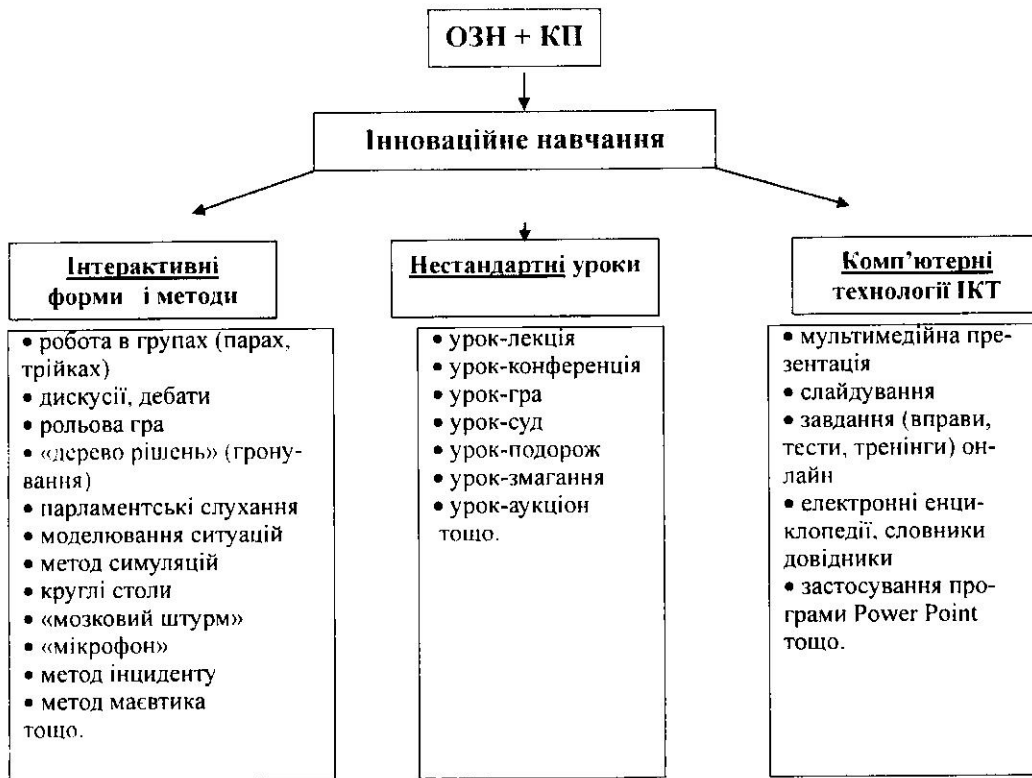 ОЗН + КП
Інноваційне навчання
Інтерактивні
форми і методи
• робота в групах (парах,
трійках)
• дискусії, дебати
• рольова гра
• «дерево рішень» (грону-
вання)
• парламентські слухання
• моделювання ситуацій
• метод симуляцій
• круглі столи
• «мозковий штурм»
• «мікрофон»
• метод інциденту
• метод маєвтика
тощо.
Нестандартні уроки
• урок-лекція
• урок-конференція
• урок-гра
• урок-суд
• урок-подорож
• урок-змагання
• урок-аукціон
тощо.
Комп’ютерні
технології ІКТ
• мультимедійна пре-
зентація
• слайдування
• завдання (вправи,
тести, тренінги) он-
лайн
• електронні енци-
клопедії, словники
довідники
• застосування про-
грами Power Point
тощо.